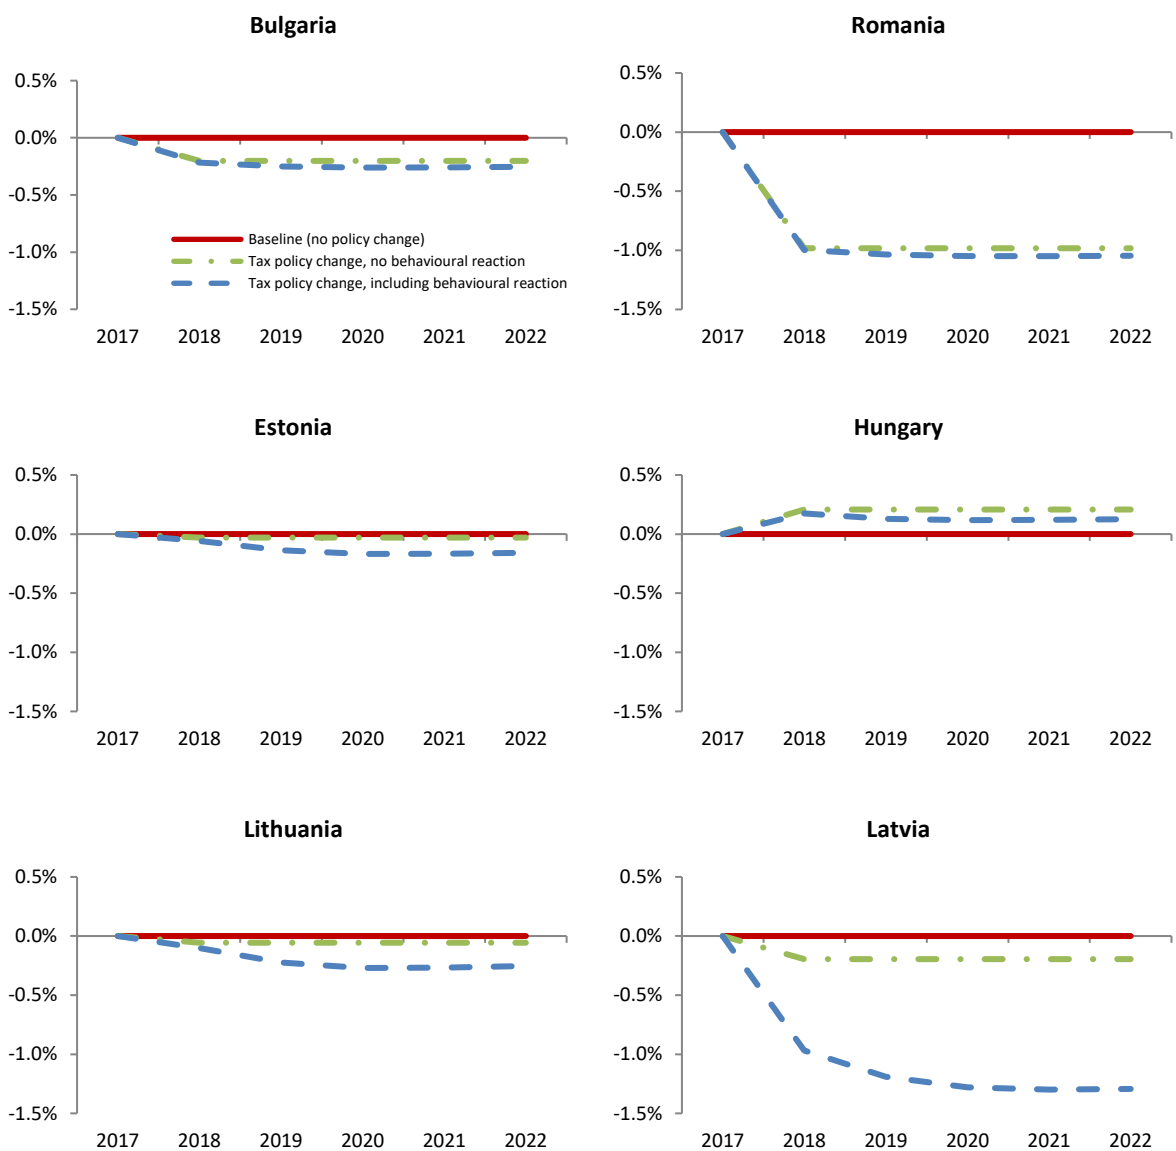 Bulgaria
0.5%
0.0%
-0.5%
-1.0%
-1.5%
Baseline (no policy change)
Tax policy change, no behavioural reaction
Tax policy change, including behavioural reaction
2017 2018 2019 2020 2021 2022
Romania
0.5%
0.0%
-0.5%
-1.0%
-1.5%
2017 2018 2019 2020 2021 2022
Estonia
0.5%
0.0%
-0.5%
-1.0%
-1.5%
2017 2018 2019 2020 2021 2022
Hungary
0.5%
0.0%
-0.5%
-1.0%
-1.5%
2017 2018 2019 2020 2021 2022
Lithuania
0.5%
0.0%
-0.5%
-1.0%
-1.5%
2017 2018 2019 2020 2021 2022
Latvia
0.5%
0.0%
-0.5%
-1.0%
-1.5%
2017 2018 2019 2020 2021 2022